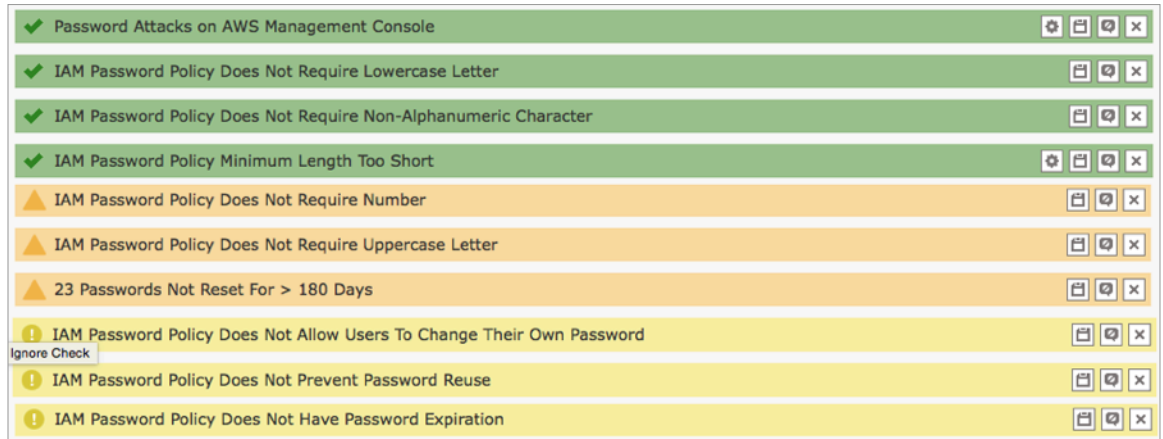 Password Attacks on AWS Management Console
IAM Password Policy Does Not Require Lowercase Letter
IAM Password Policy Does Not Require Non-Alphanumeric Character
IAM Password Policy Minimum Length Too Short
IAM Password Policy Does Not Require Number
IAM Password Policy Does Not Require Uppercase Letter
23 Passwords Not Reset For > 180 Days
IAM Password Policy Does Not Allow Users To Change Their Own Password
Ignore Check
IAM Password Policy Does Not Prevent Password Reuse
IAM Password Policy Does Not Have Password Expiration